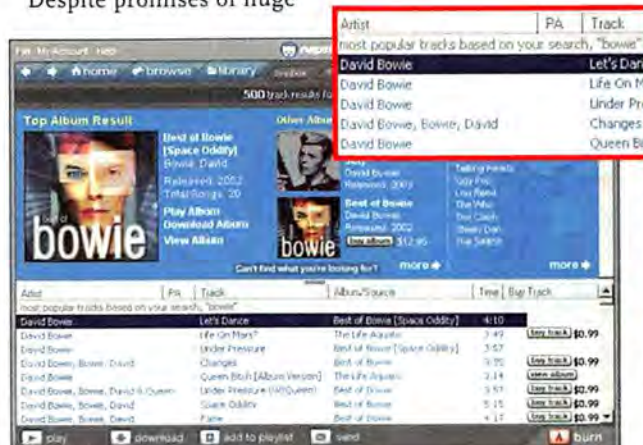 Despite promises of huge
Artist PA Track
most popular tracks based on your search, "bowie"
David Bowie Let's Dan
David Bowie Life On M
David Bowie Under Pre
David Bowie, Bowie, David Changes
David Bowie Queen Bi
File My Account Help
home browse library
500 track results fo
Top Album Result Other Albu
Best of Bowie
[Space Oddity]
Bowie, David
Released: 2002
Total Songs: 20
Play Album
Download Album
View Album
best of
bowie
David Bowie
Released: 2003
Best of Bowie
David Bowie
Released: 2002
buy album $12.95
bowie
Talking Heads
Iggy Pop
Lou Reed
The Who
The Clash
Steely Dan
Can't find what you're looking for? more more
Artist PA Track Album/Source Time Buy Track
most popular tracks based on your search, "bowie"
David Bowie Let's Dance Best of Bowie [Space Oddity] 4:10
David Bowie Life On Mars? The Life Aquatic 3:49 buy track $0.99
David Bowie Under Pressure Best of Bowie [Space Oddity] 3:57
David Bowie, Bowie, David Changes Best of Bowie 3:35 buy track $0.99
David Bowie Queen Bitch [Album Version] The Life Aquatic 3:14 view album
David Bowie, Bowie, David & Queen Under Pressure (W/Queen) Best of Bowie 3:57 buy track $0.99
David Bowie, Bowie, David Space Oddity Best of Bowie 5:15 buy track $0.99
David Bowie, Bowie, David Fame Best of Bowie 4:17 buy track $0.99
play download add to playlist send burn